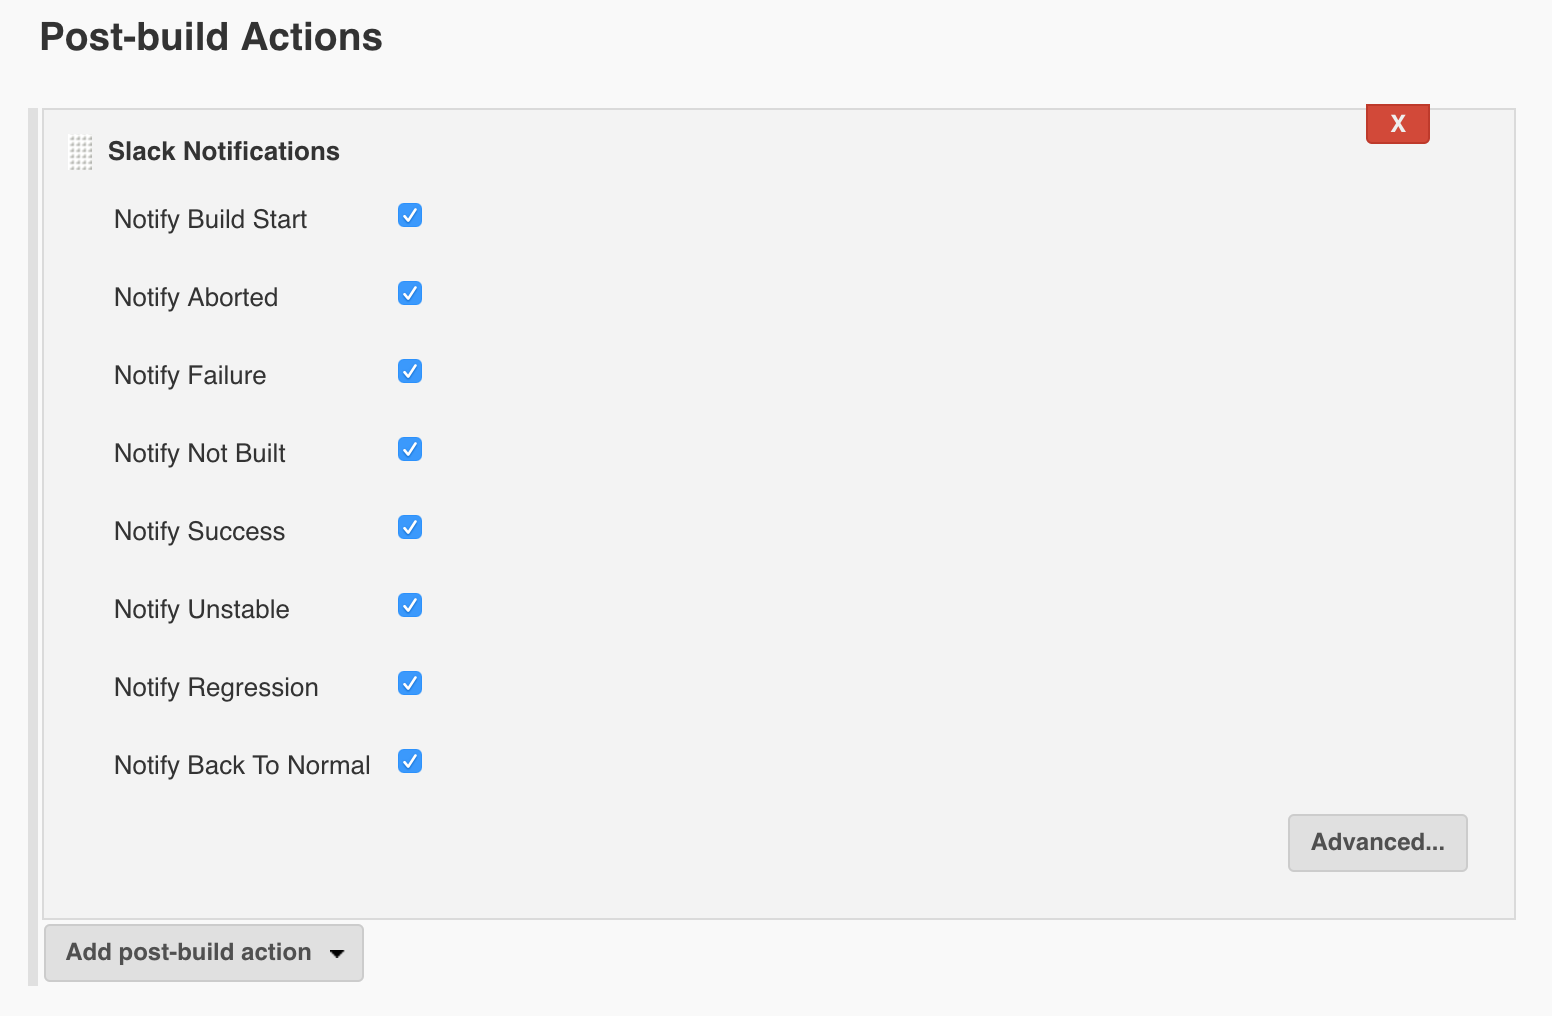 Post-build Actions
X
Slack Notifications
Notify Build Start
Notify Aborted
Notify Failure
Notify Not Built
Notify Success
Notify Unstable
Notify Regression
Notify Back To Normal
Advanced...
Add post-build action